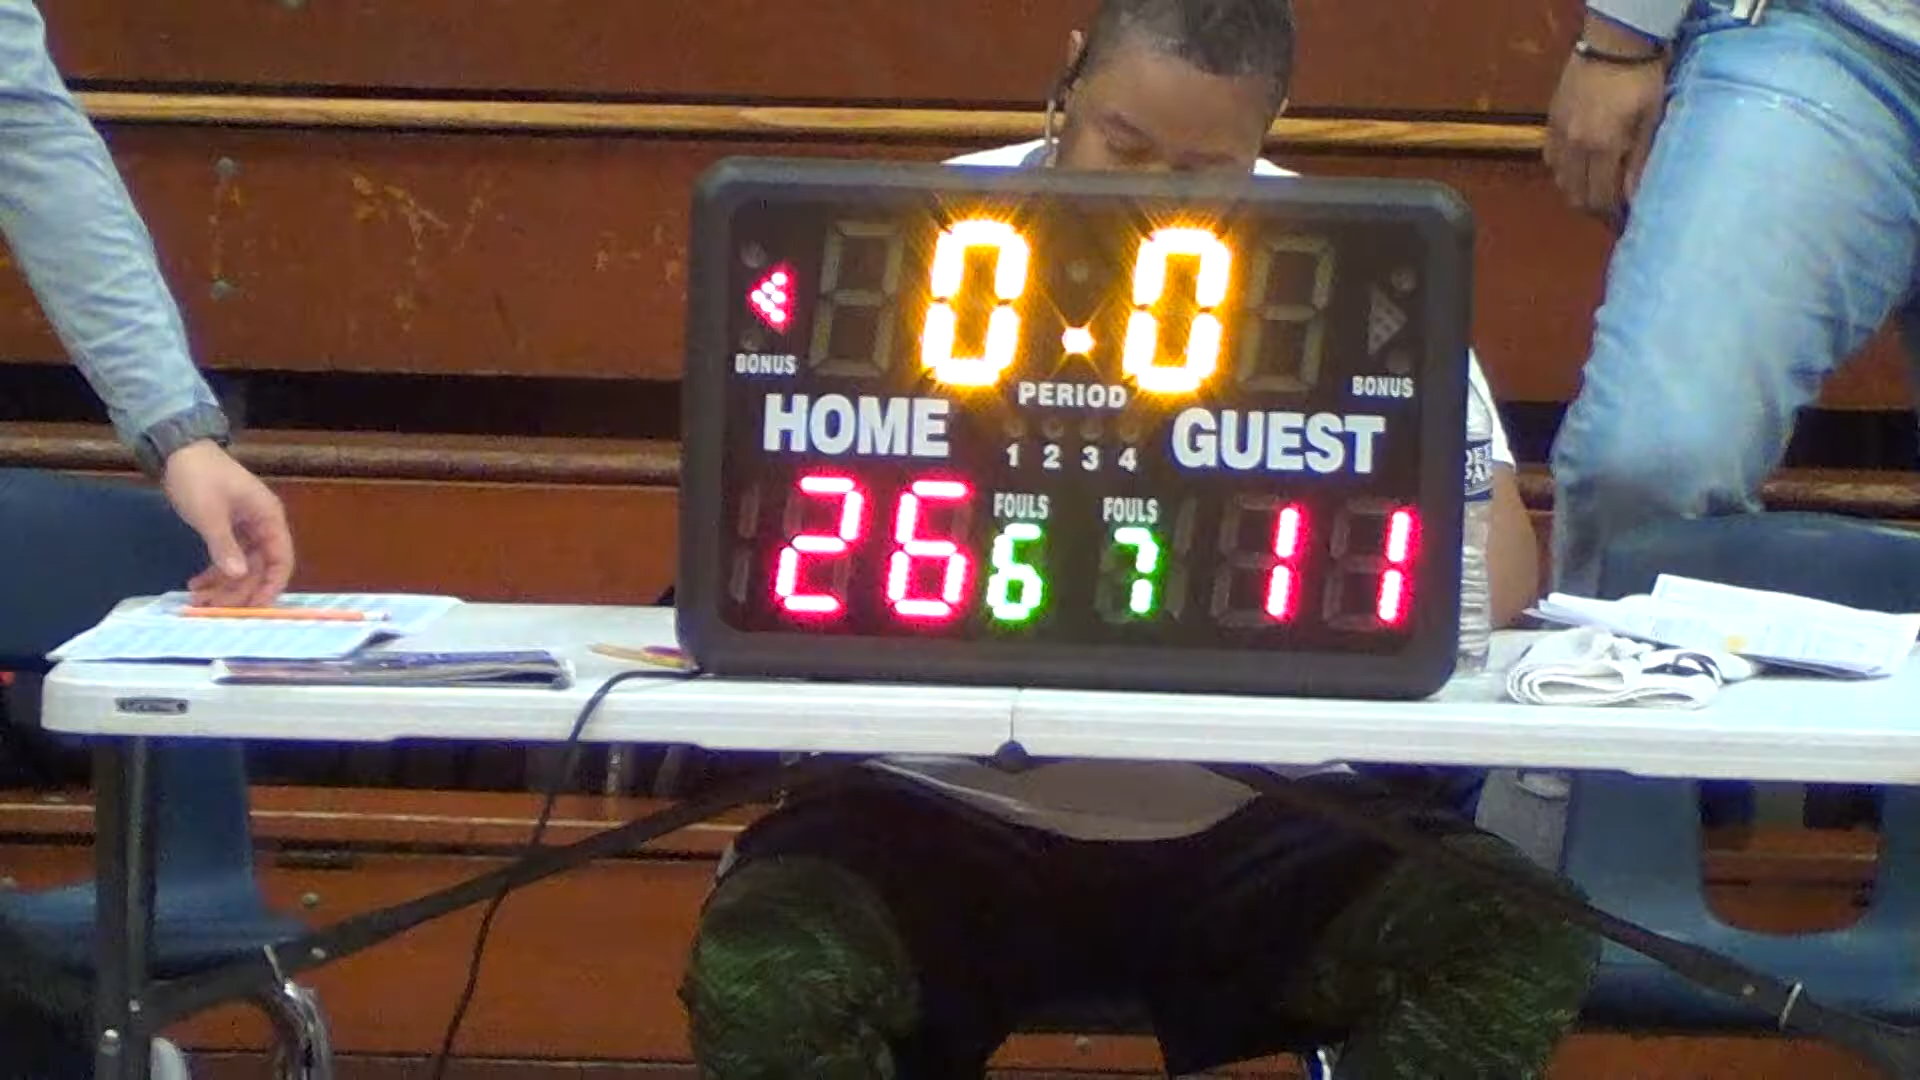 0.0
BONUS
BONUS
PERIOD
HOME
GUEST
1 2 3 4
FOULS
FOULS
26
6
7
11